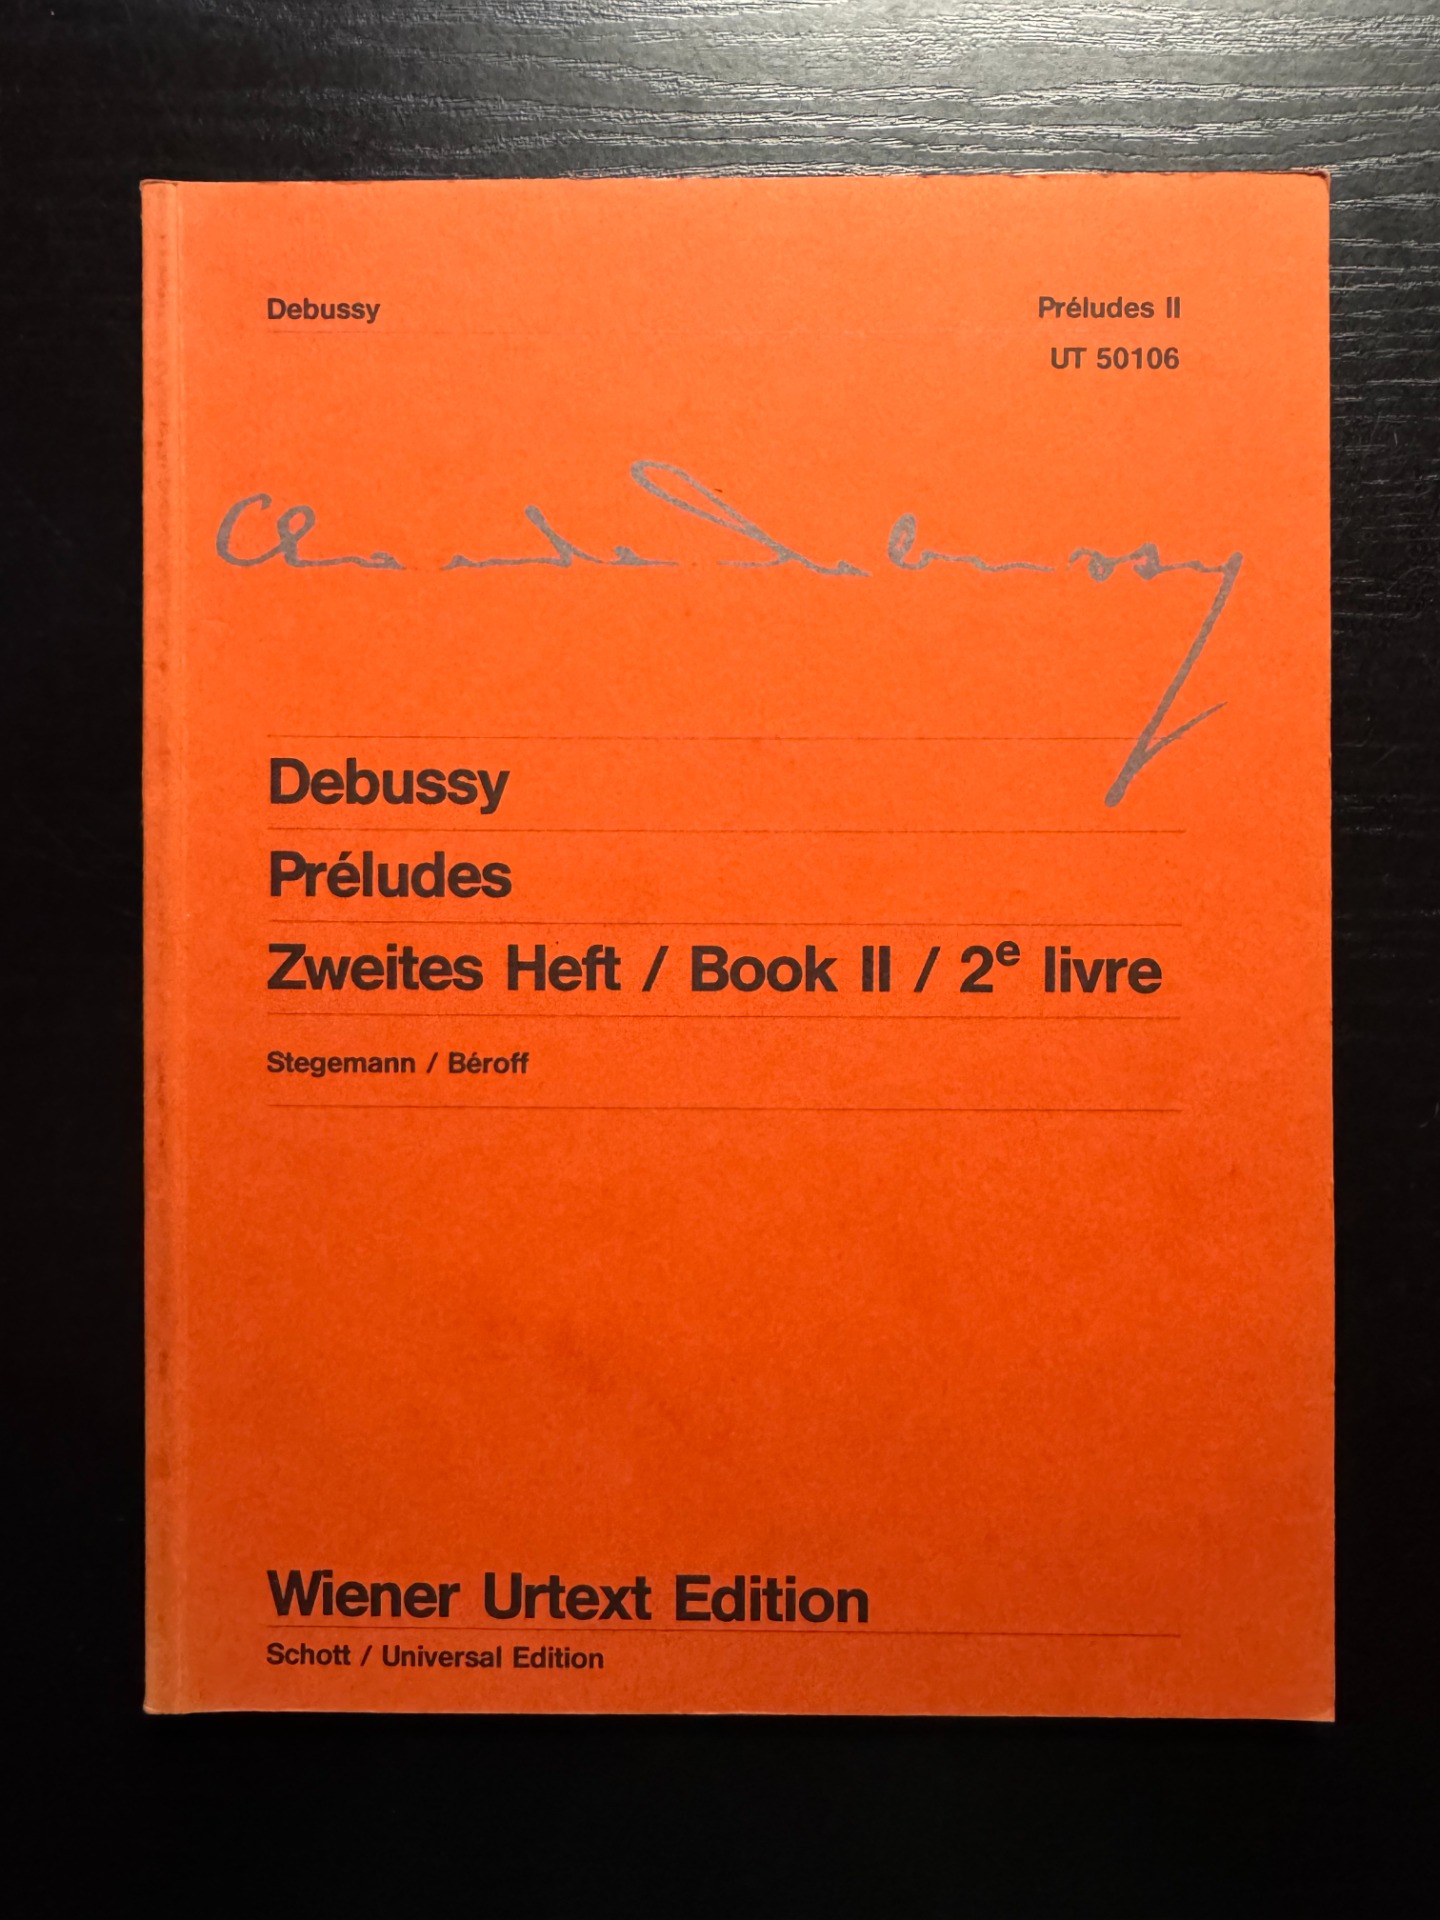 Debussy Préludes II
UT 50106
Claude Debussy
Debussy
Préludes
Zweites Heft / Book II / 2e livre
Stegemann / Béroff
Wiener Urtext Edition
Schott / Universal Edition